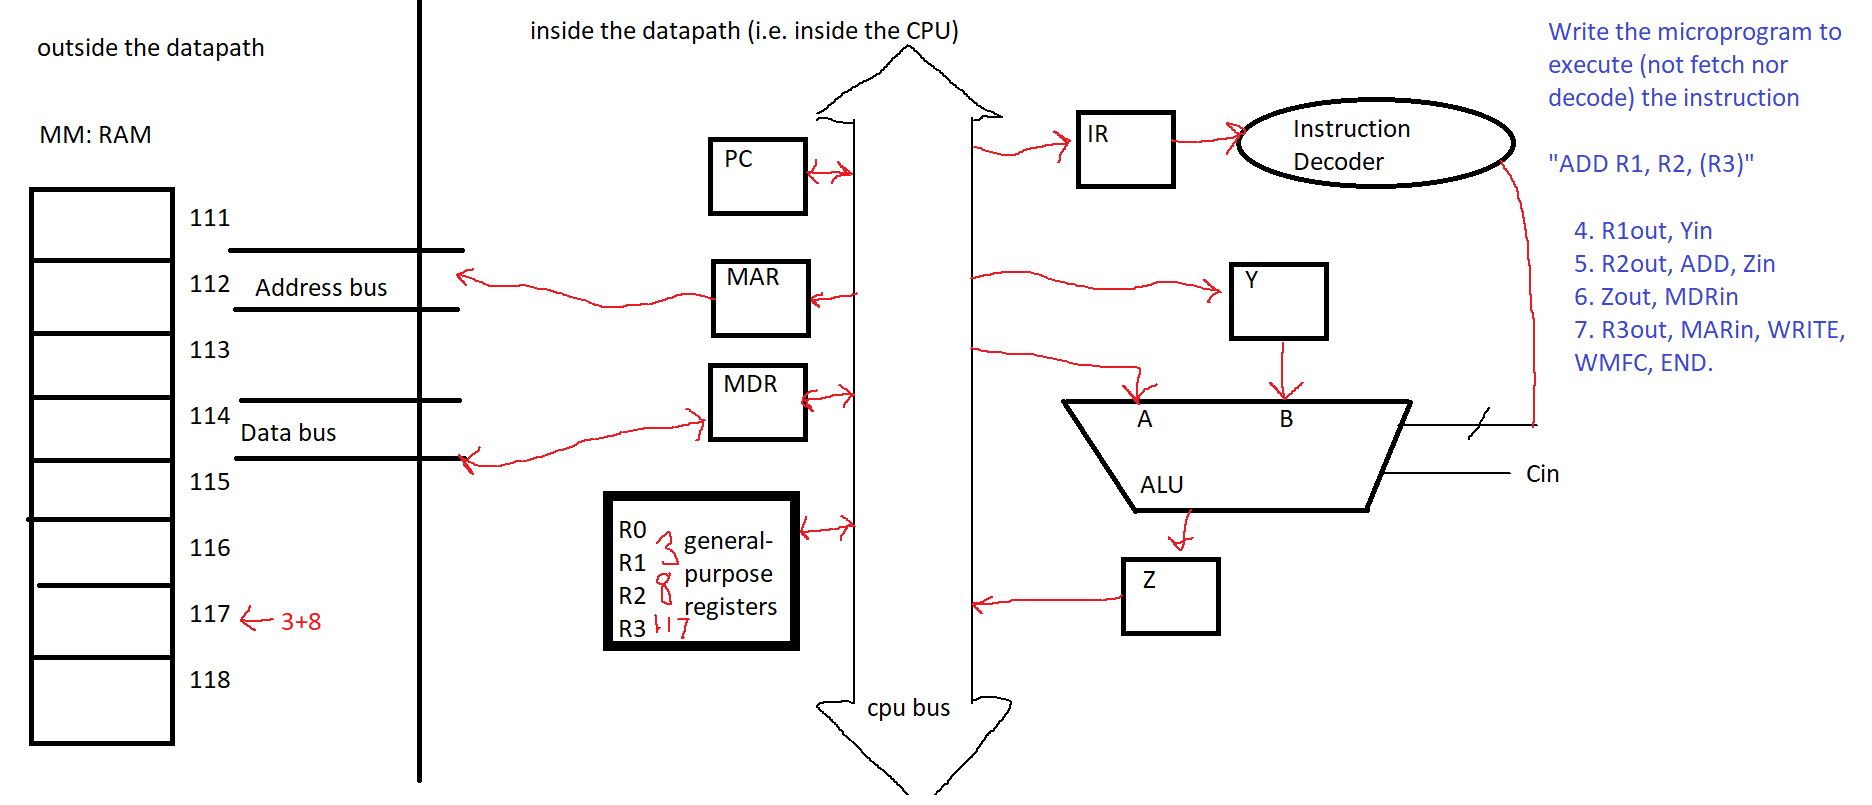 outside the datapath
inside the datapath (i.e. inside the CPU)
MM: RAM
111
112
113
114
115
116
117
118
3+8
Address bus
Data bus
PC
MAR
MDR
R0
R1 3
R2 8
R3 117
general-
purpose
registers
cpu bus
IR
Instruction
Decoder
Y
A
B
ALU
Cin
Z
Write the microprogram to
execute (not fetch nor
decode) the instruction
"ADD R1, R2, (R3)"
4. R1out, Yin
5. R2out, ADD, Zin
6. Zout, MDRin
7. R3out, MARin, WRITE,
WMFC, END.